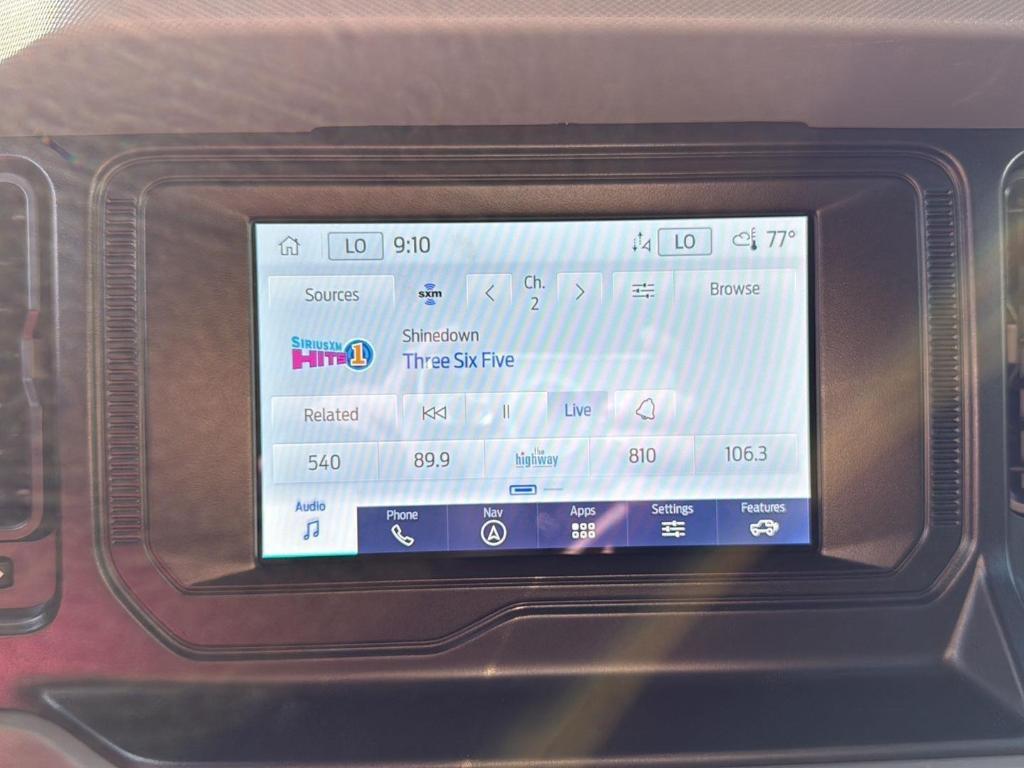 LO 9:10 LO 77°
Sources sxm Ch. 2 Browse
SIRIUSXM HITS 1
Shinedown
Three Six Five
Related Live
540 89.9 the highway 810 106.3
Audio Phone Nav Apps Settings Features